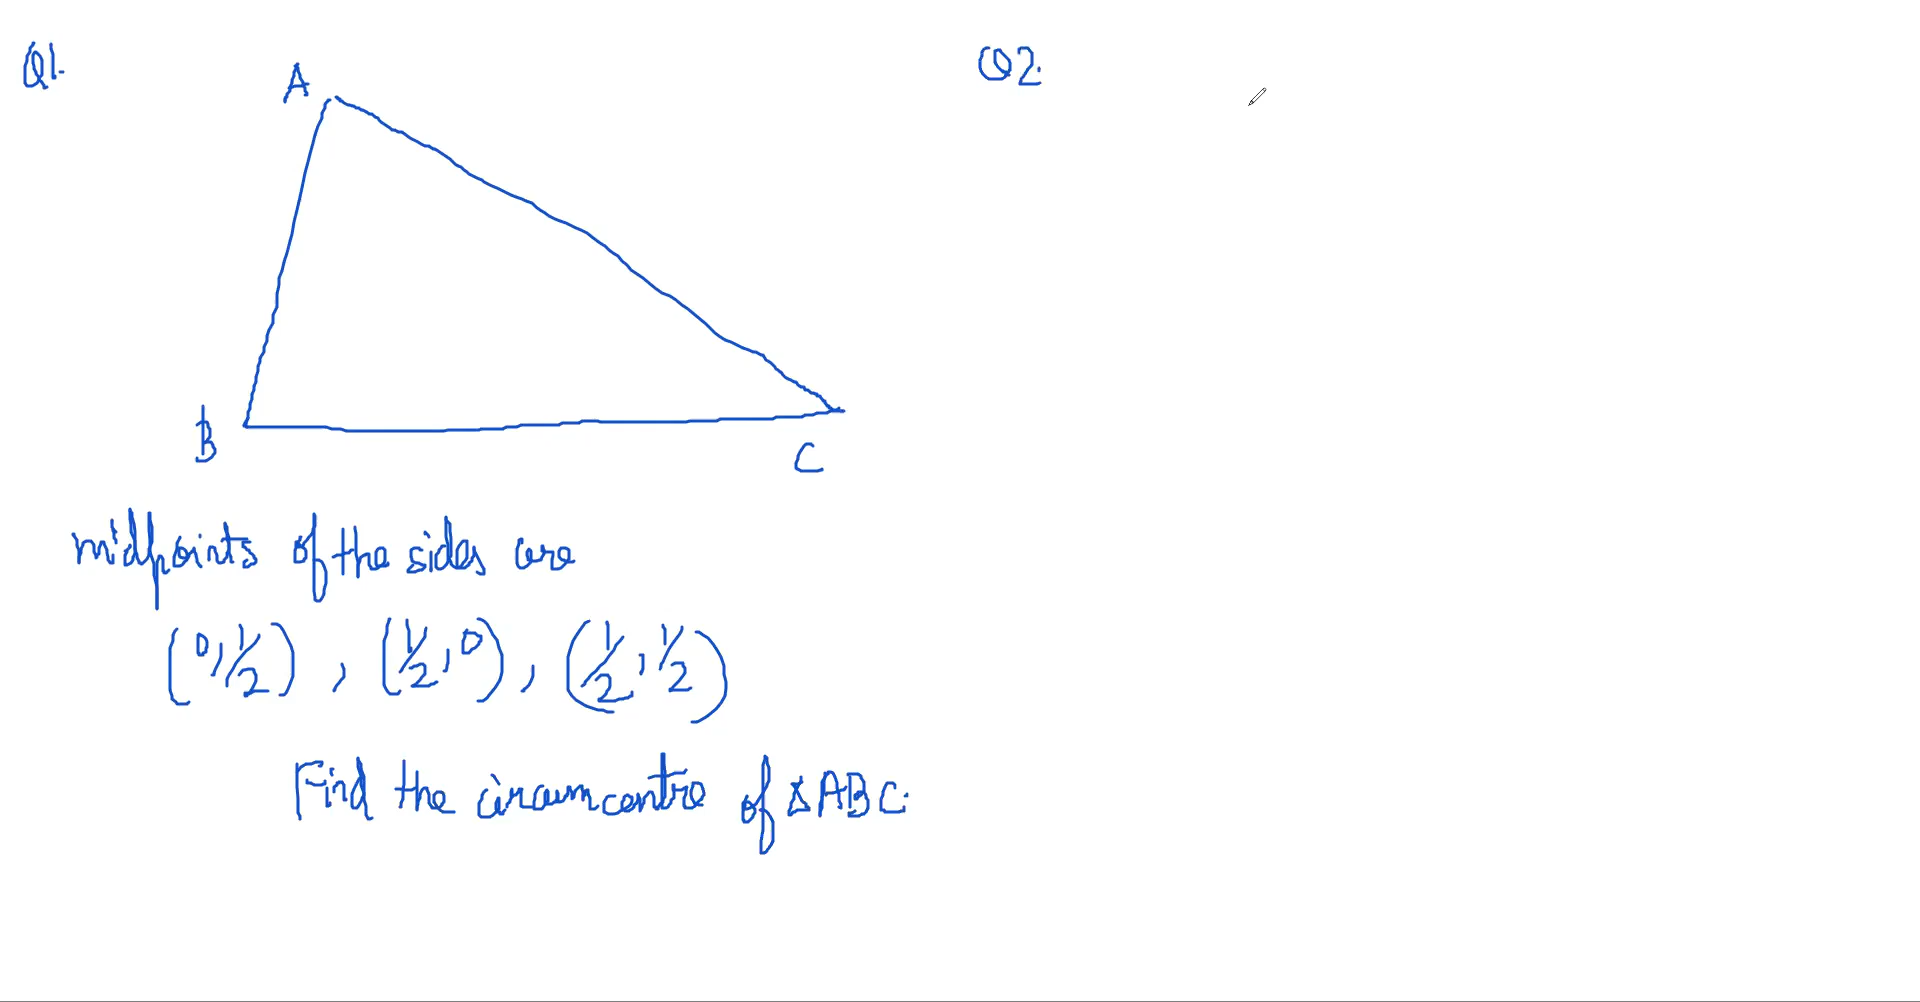 Q1.
Q2.
A
B
C
midpoints of the sides are
(0, 1/2), (1/2, 0), (1/2, 1/2)
Find the circumcentre of ΔABC.